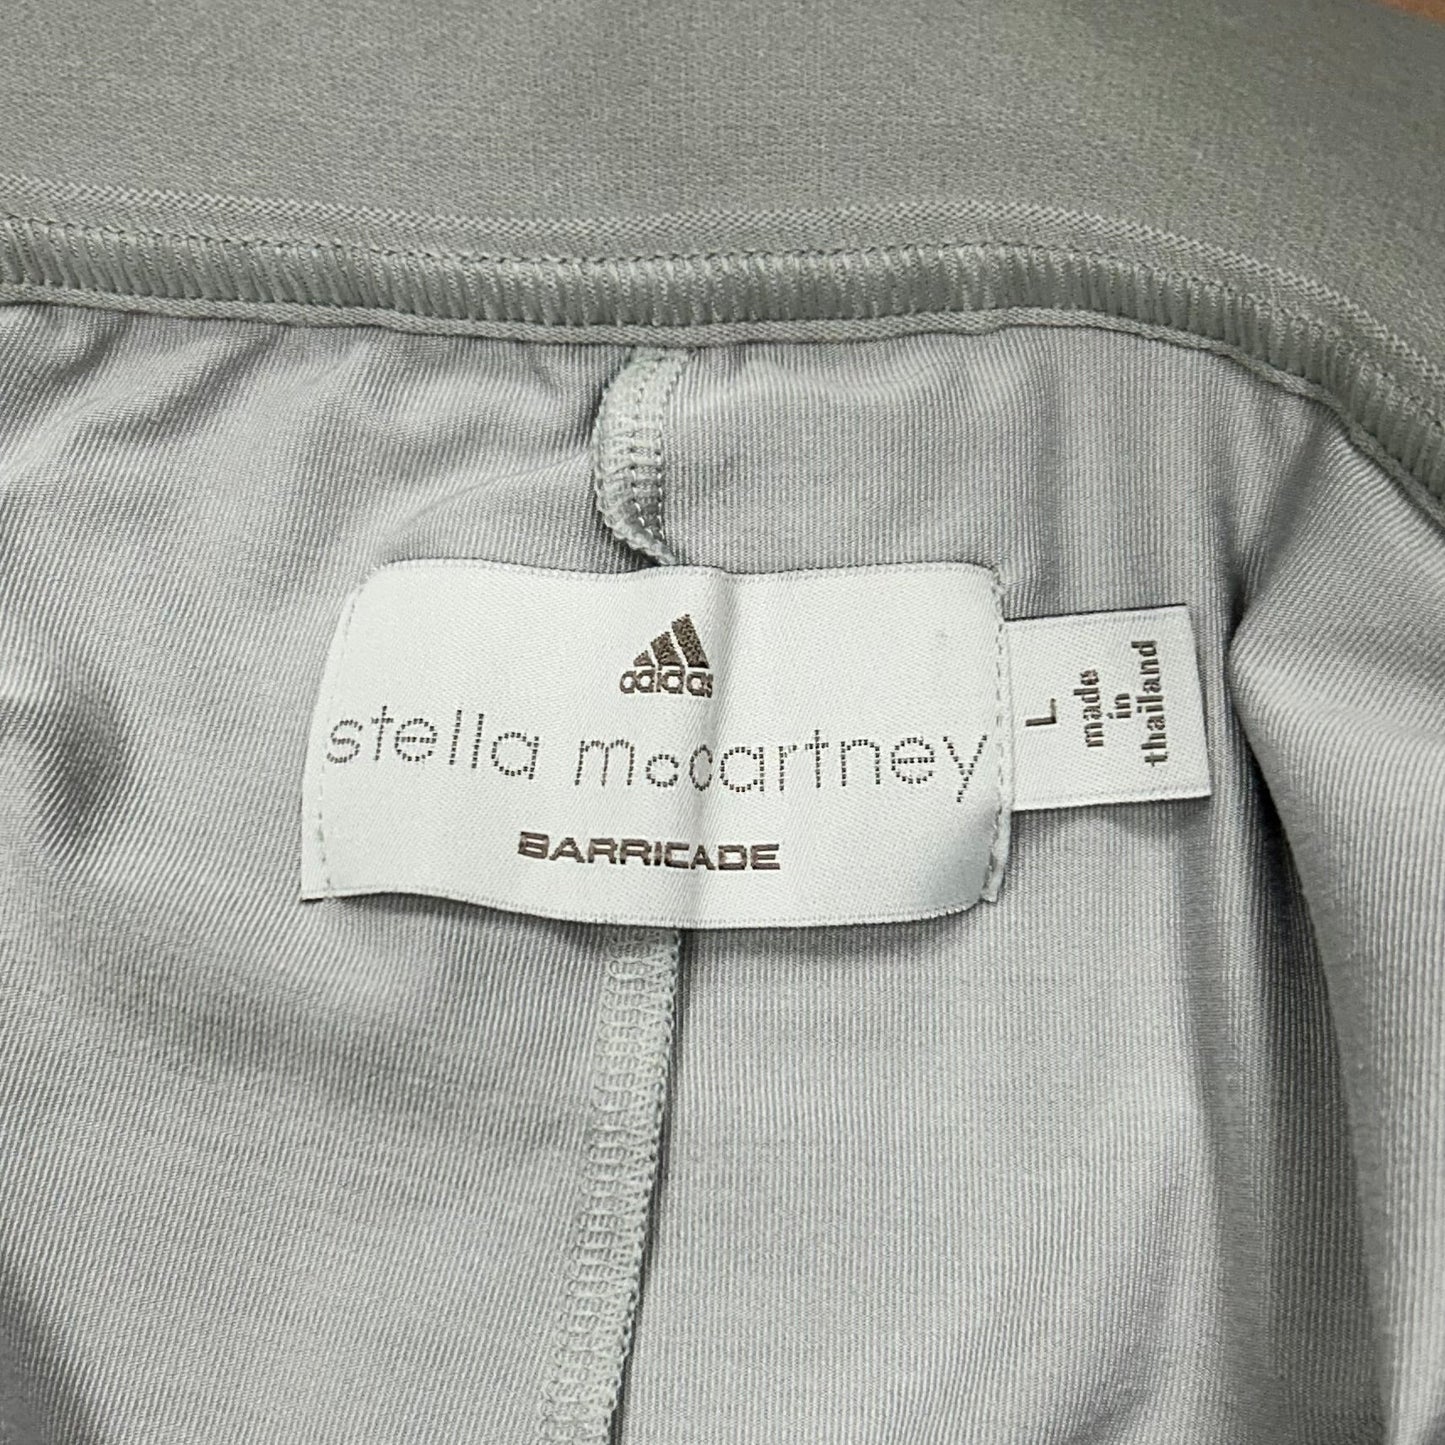 adidas
stella mccartney
BARRICADE
L
made
in
thailand